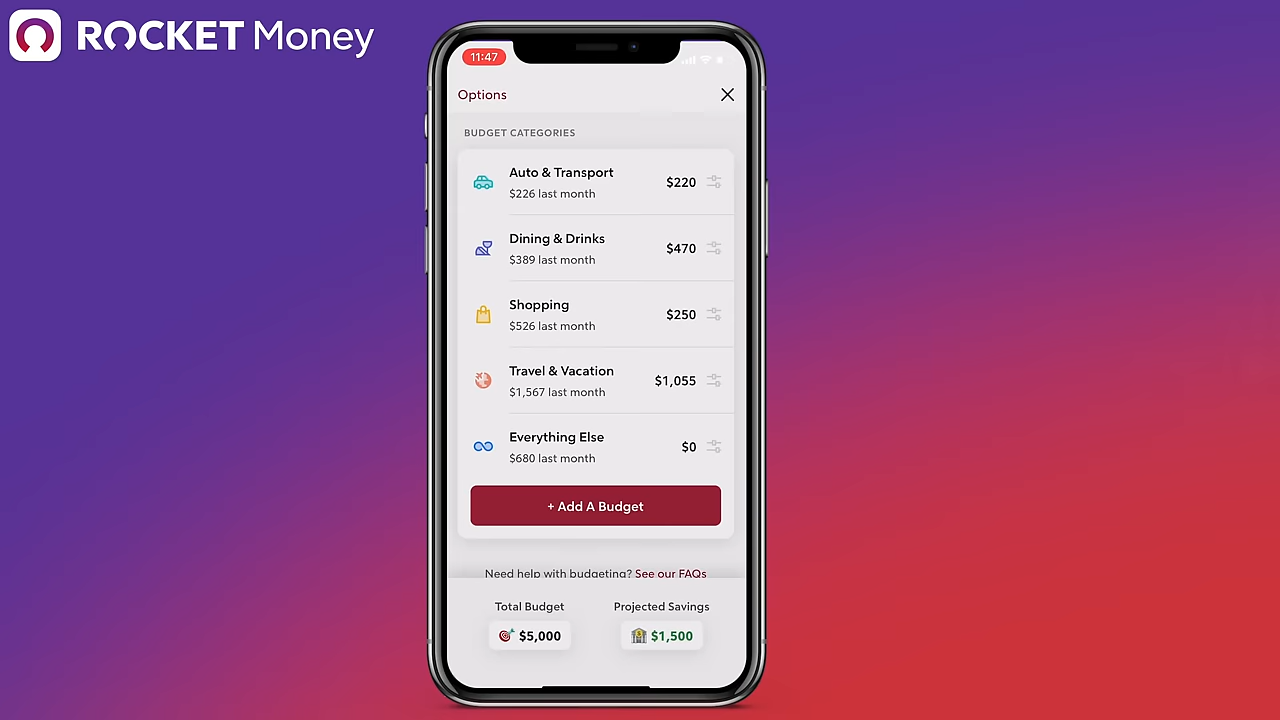 ROCKET Money
11:47
Options
BUDGET CATEGORIES
Auto & Transport
$226 last month
$220
Dining & Drinks
$389 last month
$470
Shopping
$526 last month
$250
Travel & Vacation
$1,567 last month
$1,055
Everything Else
$680 last month
$0
+ Add A Budget
Need help with budgeting? See our FAQs
Total Budget
Projected Savings
$5,000
$1,500